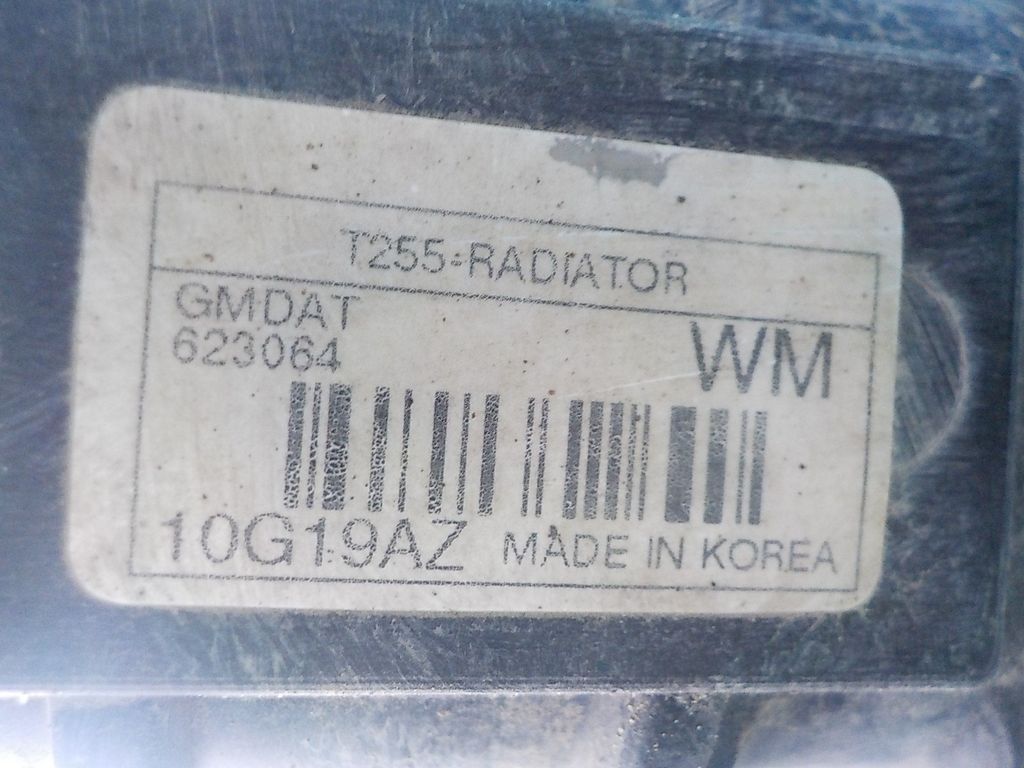 T255-RADIATOR
GMDAT
623064
WM
10G19AZ MADE IN KOREA